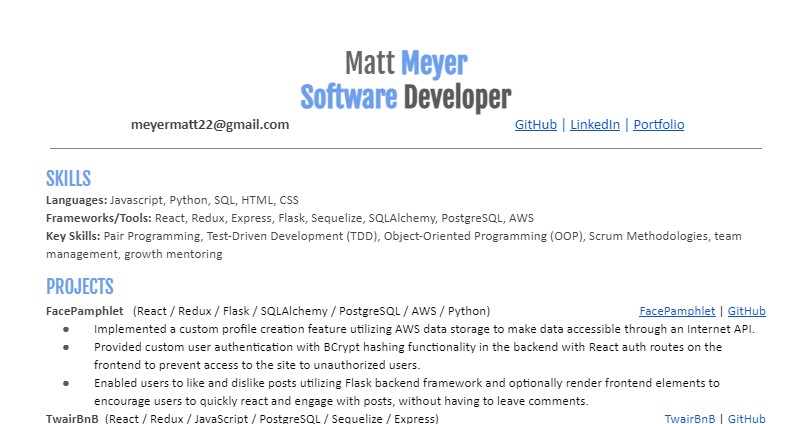 Matt Meyer
Software Developer
meyermatt22@gmail.com GitHub | LinkedIn | Portfolio
SKILLS
Languages: Javascript, Python, SQL, HTML, CSS
Frameworks/Tools: React, Redux, Express, Flask, Sequelize, SQLAlchemy, PostgreSQL, AWS
Key Skills: Pair Programming, Test-Driven Development (TDD), Object-Oriented Programming (OOP), Scrum Methodologies, team
management, growth mentoring
PROJECTS
FacePamphlet (React / Redux / Flask / SQLAlchemy / PostgreSQL / AWS / Python) FacePamphlet | GitHub
● Implemented a custom profile creation feature utilizing AWS data storage to make data accessible through an Internet API.
● Provided custom user authentication with BCrypt hashing functionality in the backend with React auth routes on the
frontend to prevent access to the site to unauthorized users.
● Enabled users to like and dislike posts utilizing Flask backend framework and optionally render frontend elements to
encourage users to quickly react and engage with posts, without having to leave comments.
TwairBnB (React / Redux / JavaScript / PostgreSQL / Sequelize / Express) TwairBnB | GitHub